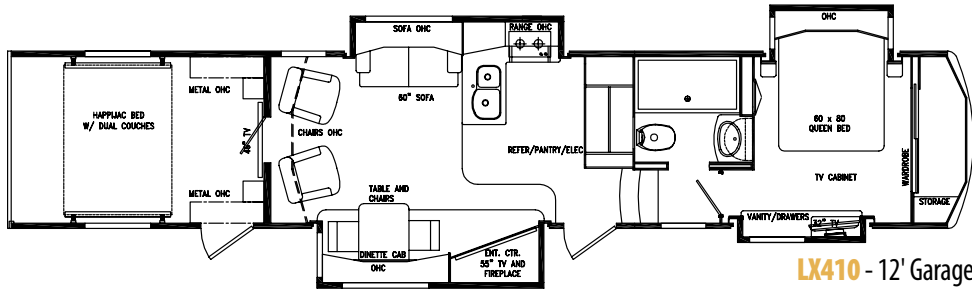 OHC
SOFA OHC
RANGE OHC
METAL OHC
60" SOFA
HAPPIJAC BED
W/ DUAL COUCHES
48" TV
CHAIRS OHC
60 x 80
QUEEN BED
REFER/PANTRY/ELEC
TV CABINET
WARDROBE
METAL OHC
TABLE AND
CHAIRS
STORAGE
VANITY/DRAWERS
32" TV
DINETTE CAB
OHC
ENT. CTR.
55" TV AND
FIREPLACE
LX410 - 12' Garage